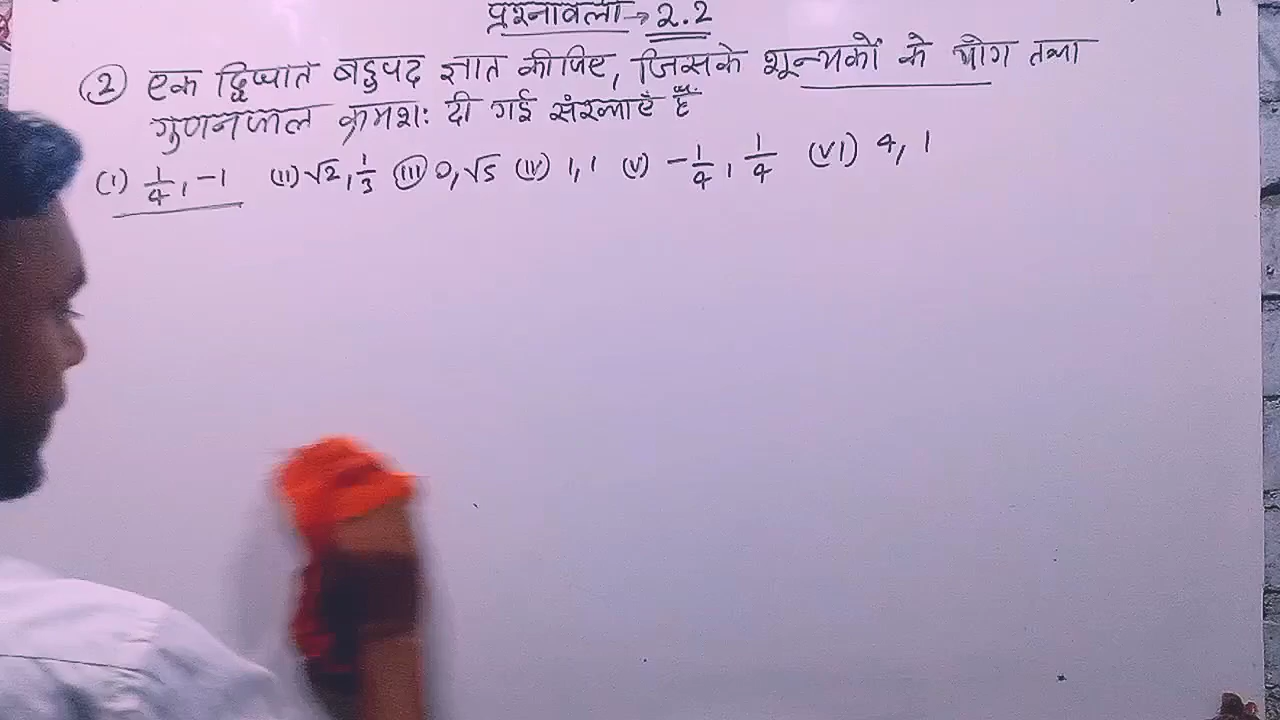 प्रश्नावली → 2.2
② एक द्विघात बहुपद ज्ञात कीजिए, जिसके शून्यकों के योग तथा
गुणनफल क्रमशः दी गई संख्याएँ हैं
(i) 1/4, -1 (ii) √2, 1/3 (iii) 0, √5 (iv) 1, 1 (v) -1/4, 1/4 (vi) 4, 1